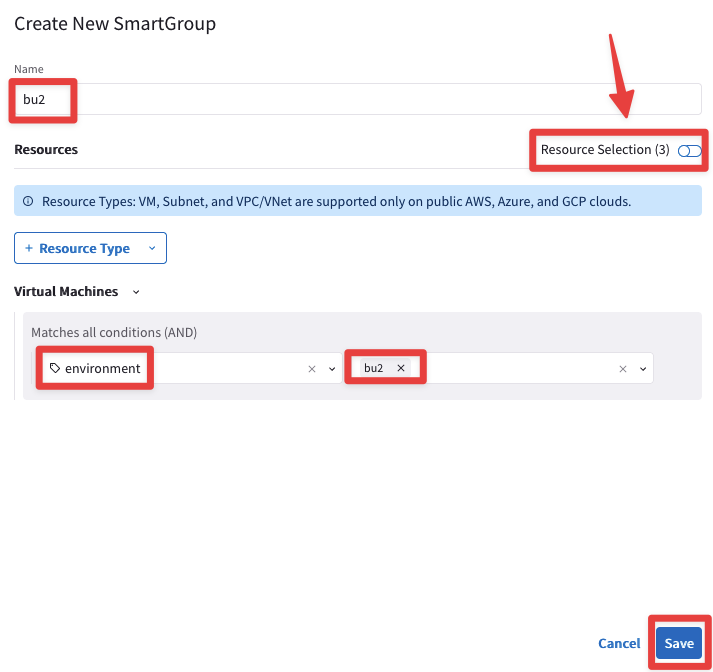 Create New SmartGroup
Name
bu2
Resources
Resource Selection (3)
Resource Types: VM, Subnet, and VPC/VNet are supported only on public AWS, Azure, and GCP clouds.
+ Resource Type
Virtual Machines
Matches all conditions (AND)
environment bu2
Cancel Save